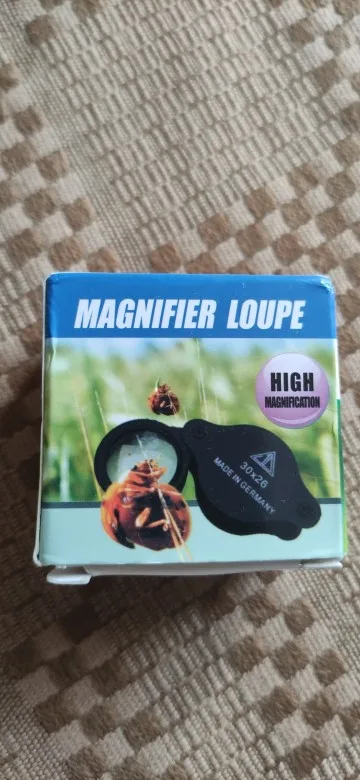 MAGNIFIER LOUPE
HIGH
MAGNIFICATION
30x26
MADE IN GERMANY